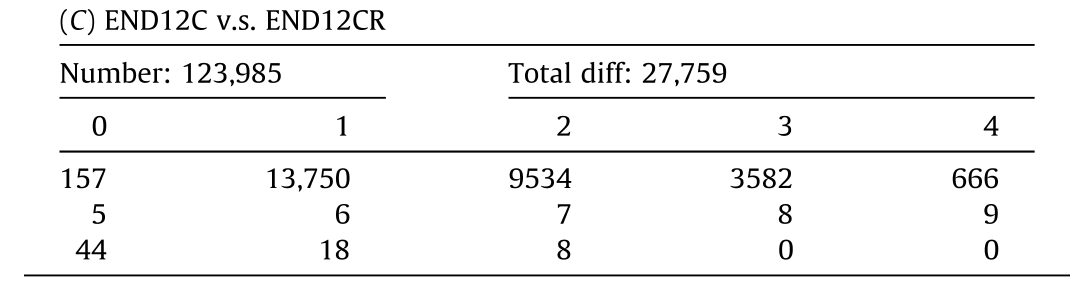 (C) END12C v.s. END12CR
Number: 123,985 Total diff: 27,759
0 1 2 3 4
157 13,750 9534 3582 666
5 6 7 8 9
44 18 8 0 0